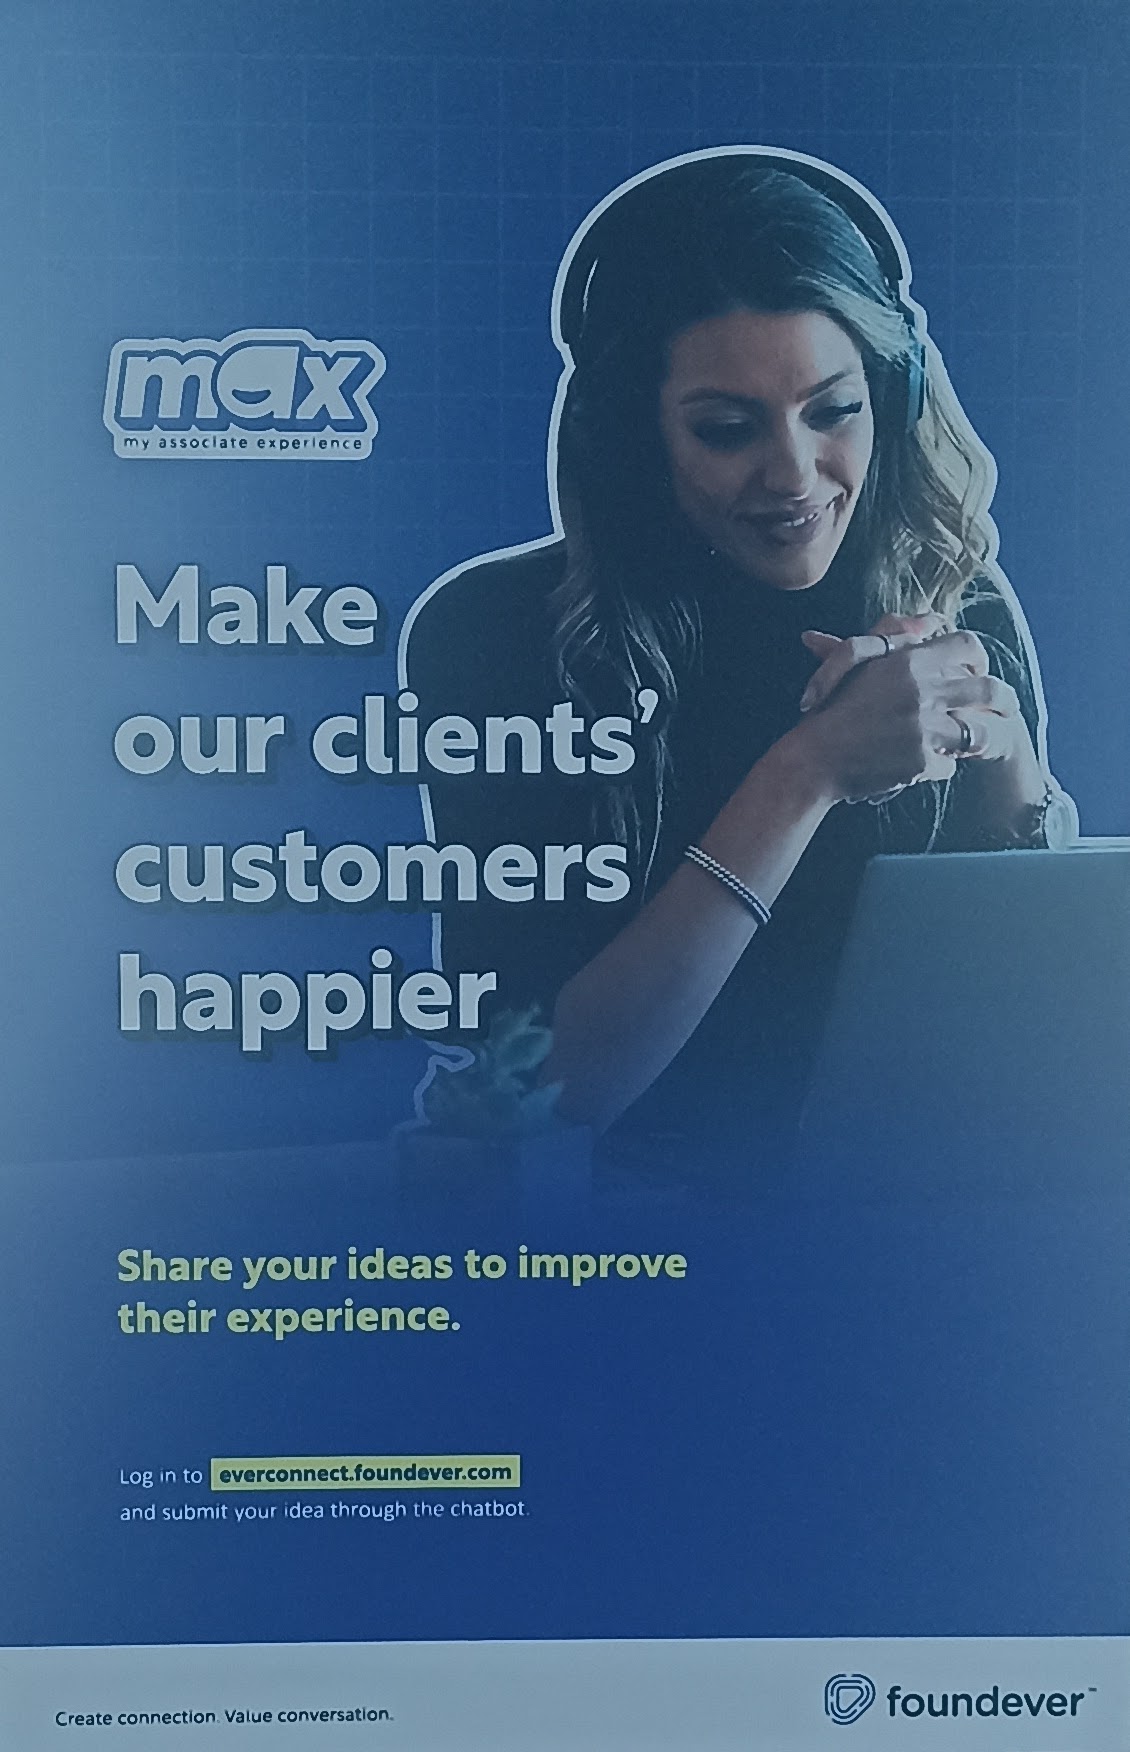 max
my associate experience
Make
our clients’
customers
happier
Share your ideas to improve
their experience.
Log in to everconnect.foundever.com
and submit your idea through the chatbot.
Create connection. Value conversation.
foundever™